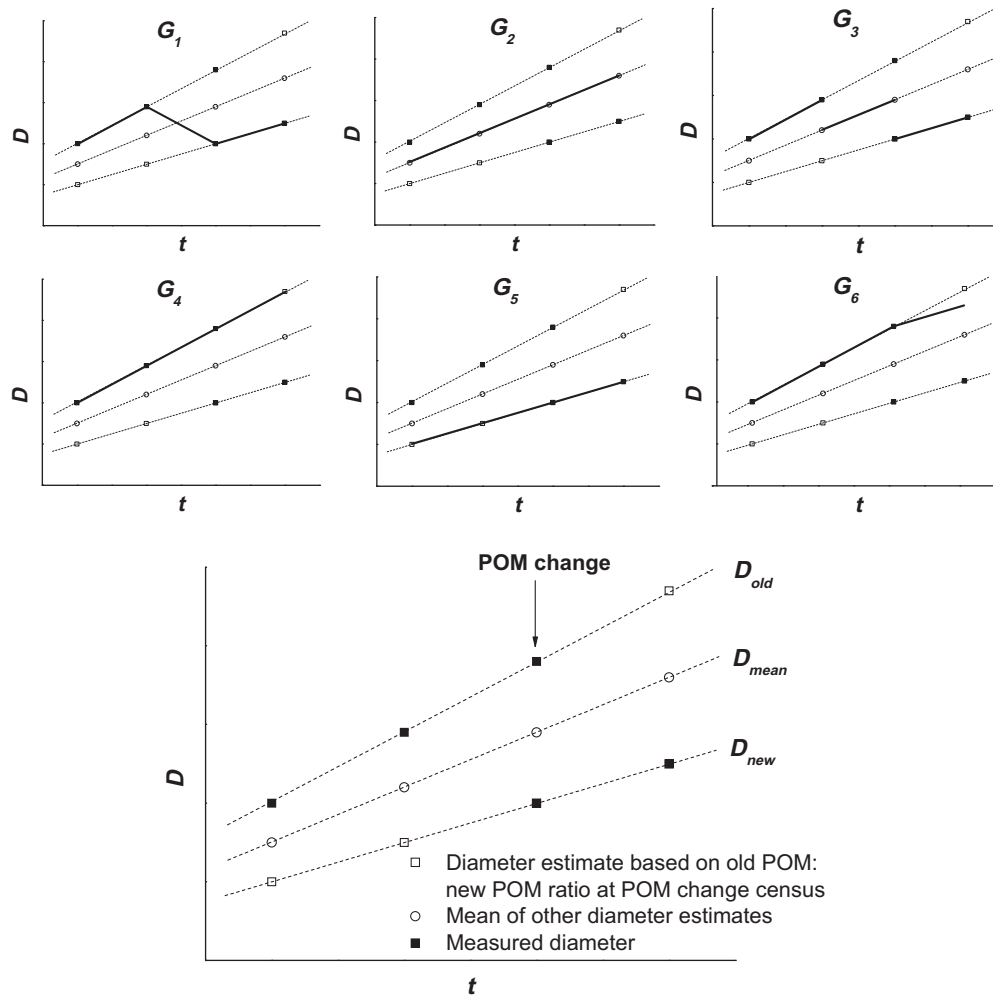 G1
D
t
G2
D
t
G3
D
t
G4
D
t
G5
D
t
G6
D
t
POM change
Dold
Dmean
Dnew
D
Diameter estimate based on old POM:
new POM ratio at POM change census
Mean of other diameter estimates
Measured diameter
t